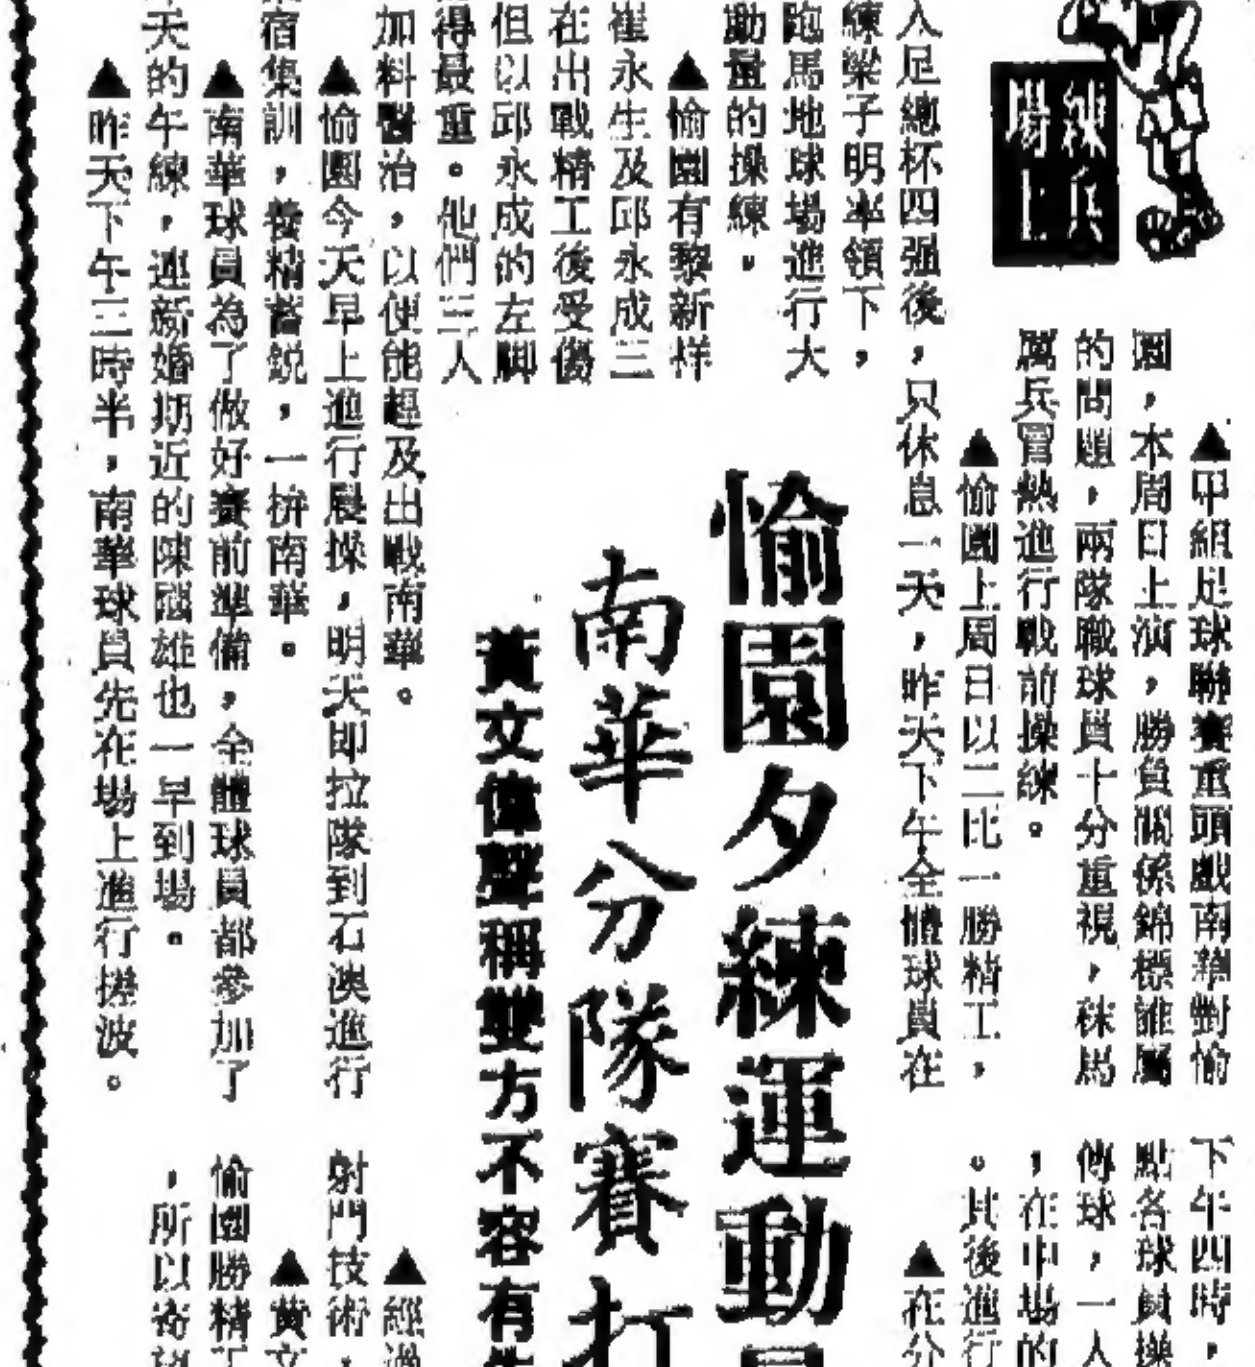 練兵
場上
愉園夕練運動
南華分隊賽打
黃文偉聲稱雙方不容有
▲甲組足球聯賽重頭戲南華對愉
園，本周日上演，勝負關係錦標誰屬
的問題，兩隊職球員十分重視，秣馬
厲兵冒熱進行戰前操練。
▲愉園上周日以二比一勝精工，
入足總杯四强後，只休息一天，昨天下午全體球員在
練梁子明率領下，
跑馬地球場進行大
動量的操練。
▲愉園有黎新祥
崔永生及邱永成三
在出戰精工後受傷
但以邱永成的左脚
得最重。他們三人
加料醫治，以便能趕及出戰南華。
▲愉園今天早上進行晨操，明天即拉隊到石澳進行
宿集訓，養精蓄銳，一拚南華。
▲南華球員為了做好賽前準備，全體球員都參加了
天的午練，連新婚期近的陳國雄也一早到場。
▲昨天下午三時半，南華球員先在場上進行搓波。
下午四時，
點各球員操
傳球，一人
，在中場的
。其後進行
▲在分
▲經過
射門技術，
▲黃文
愉園勝精工
，所以寄望